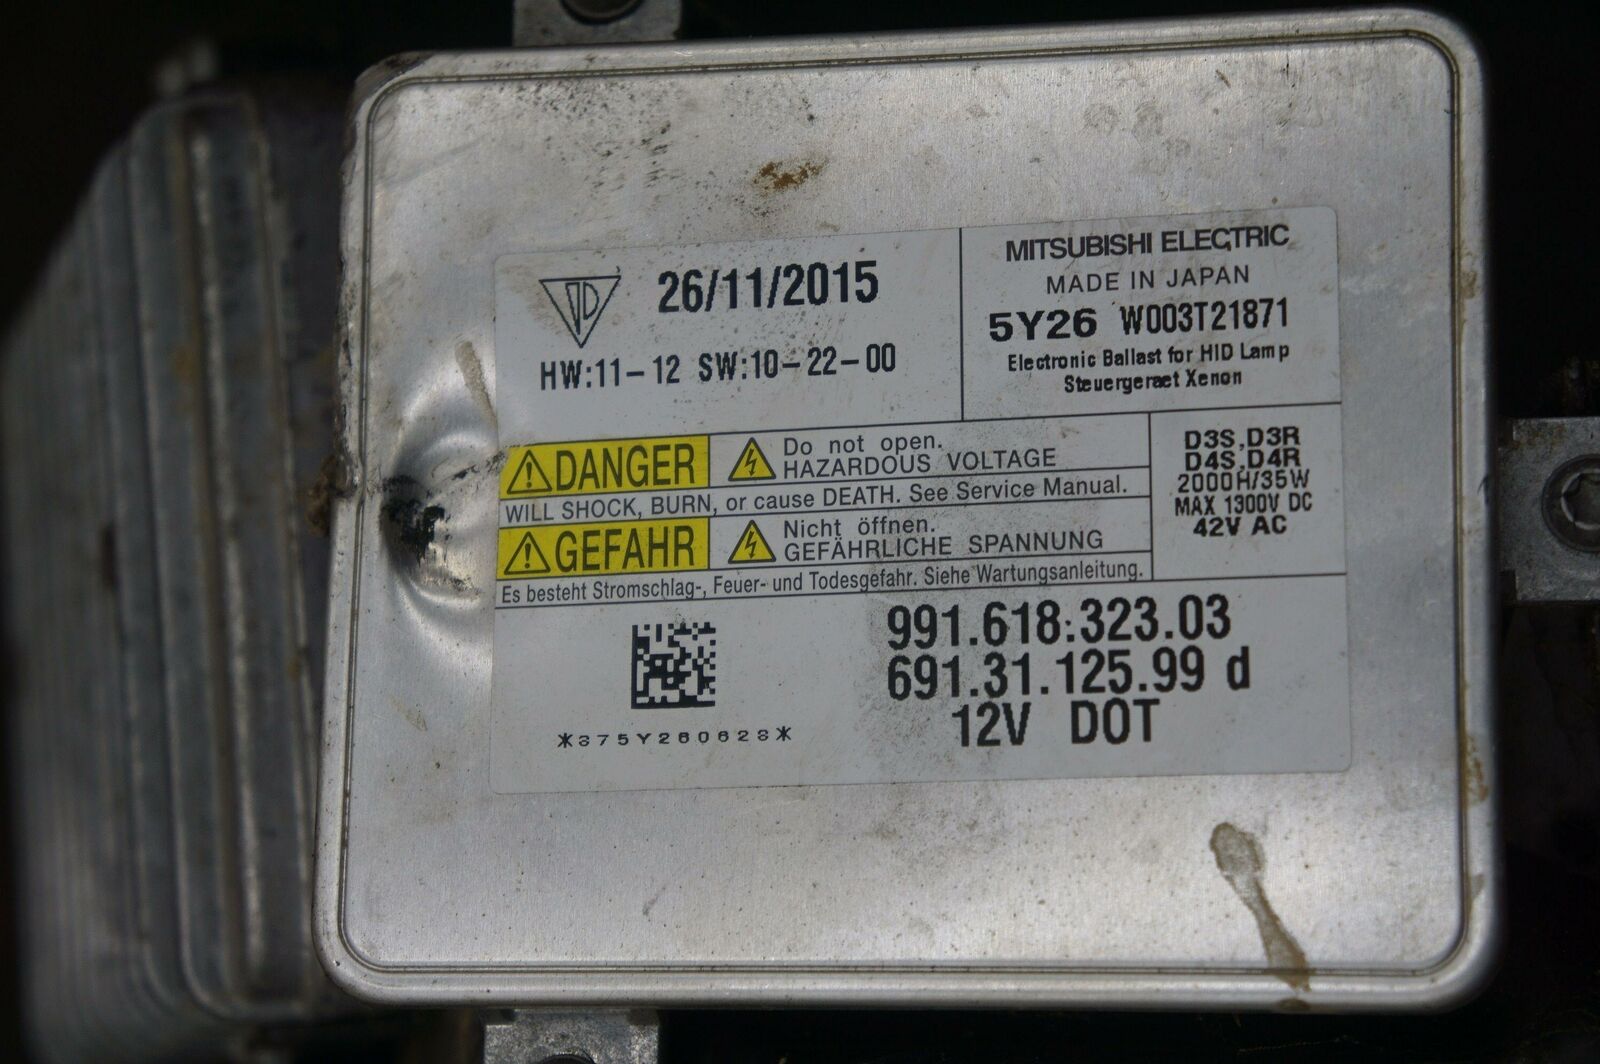 26/11/2015
HW:11-12 SW:10-22-00
MITSUBISHI ELECTRIC
MADE IN JAPAN
5Y26 W003T21871
Electronic Ballast for HID Lamp
Steuergeraet Xenon
DANGER
Do not open.
HAZARDOUS VOLTAGE
WILL SHOCK, BURN, or cause DEATH. See Service Manual.
GEFAHR
Nicht öffnen.
GEFÄHRLICHE SPANNUNG
Es besteht Stromschlag-, Feuer- und Todesgefahr. Siehe Wartungsanleitung.
D3S,D3R
D4S,D4R
2000H/35W
MAX 1300V DC
42V AC
991.618.323.03
691.31.125.99 d
12V DOT
*375Y260628*